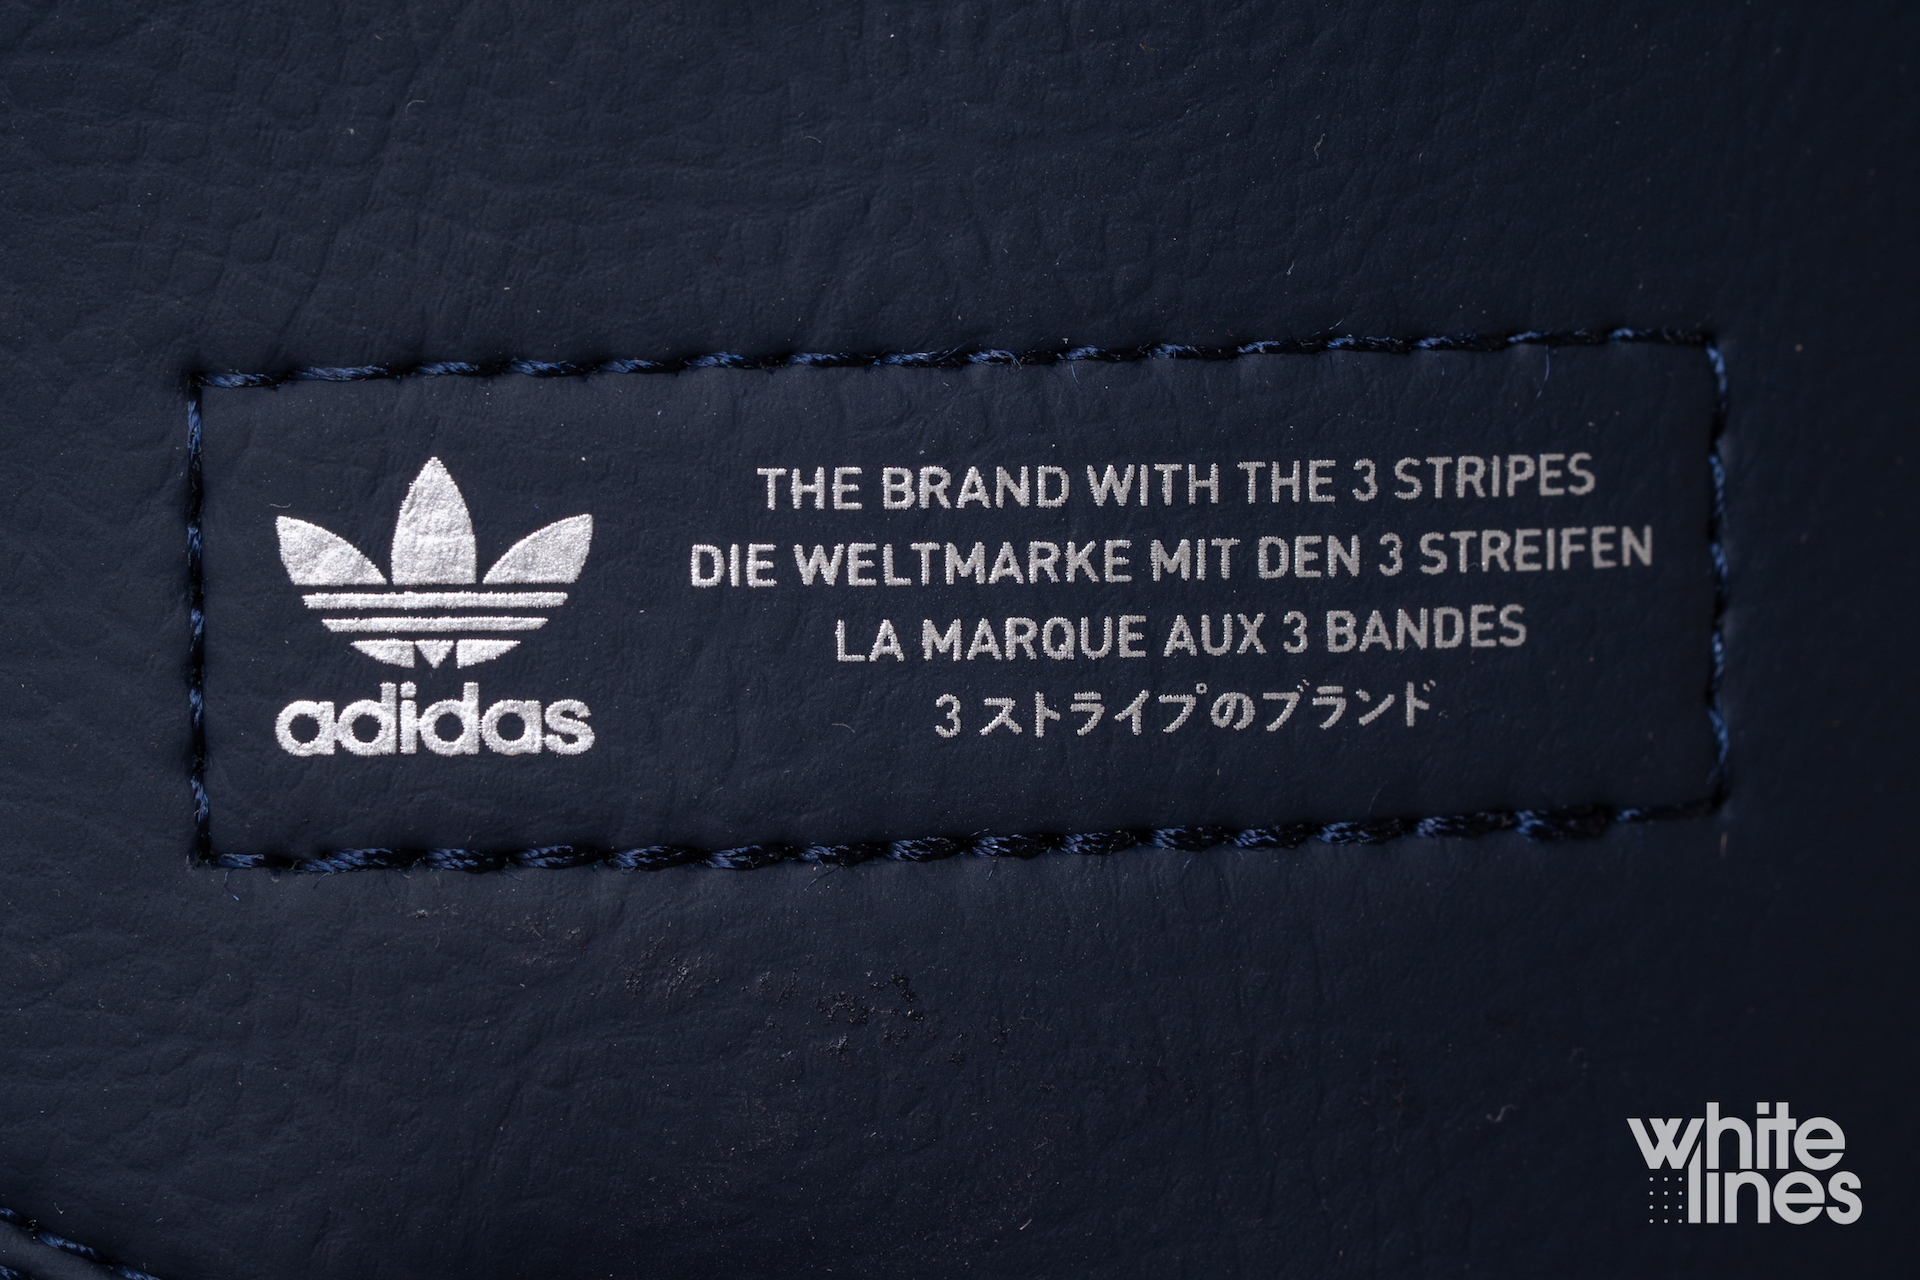 adidas
THE BRAND WITH THE 3 STRIPES
DIE WELTMARKE MIT DEN 3 STREIFEN
LA MARQUE AUX 3 BANDES
3 ストライプのブランド
white
lines